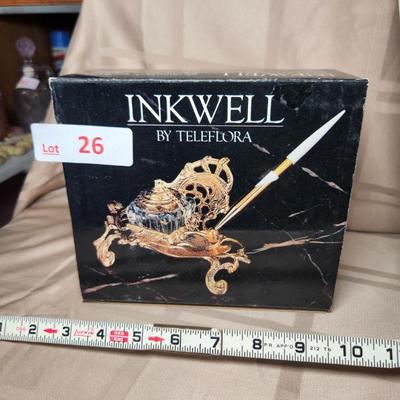 INKWELL
BY TELEFLORA
Lot 26
2 3 4 5 6 7 8 9 10